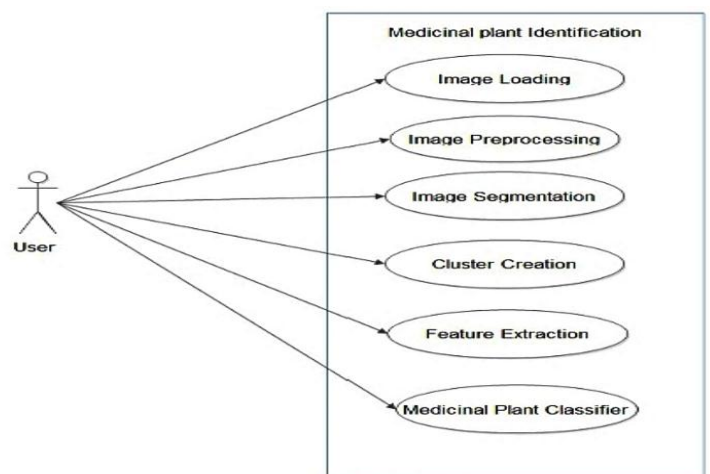 Medicinal plant Identification
Image Loading
Image Preprocessing
Image Segmentation
User
Cluster Creation
Feature Extraction
Medicinal Plant Classifier